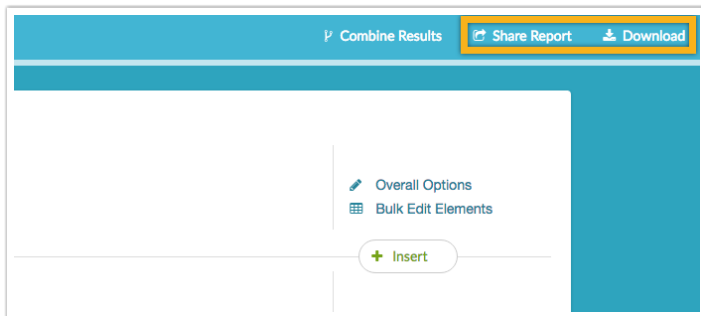 Combine Results Share Report Download
Overall Options
Bulk Edit Elements
Insert